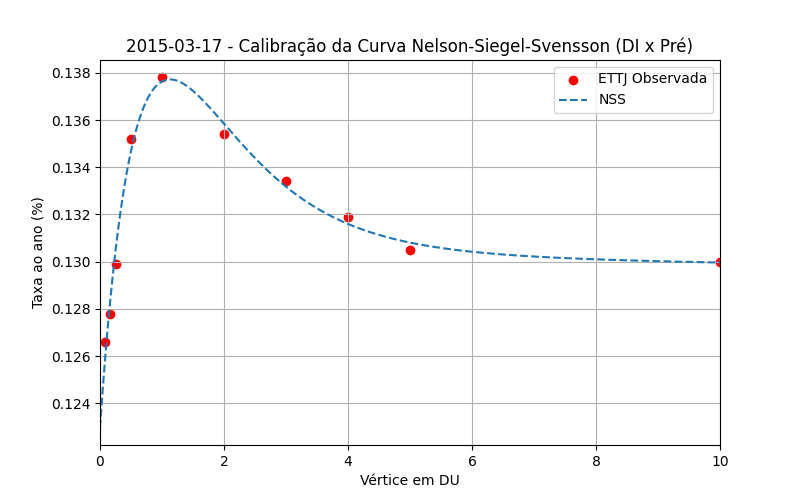 2015-03-17 - Calibração da Curva Nelson-Siegel-Svensson (DI x Pré)
ETTJ Observada
NSS
Taxa ao ano (%)
0.138
0.136
0.134
0.132
0.130
0.128
0.126
0.124
0 2 4 6 8 10
Vértice em DU